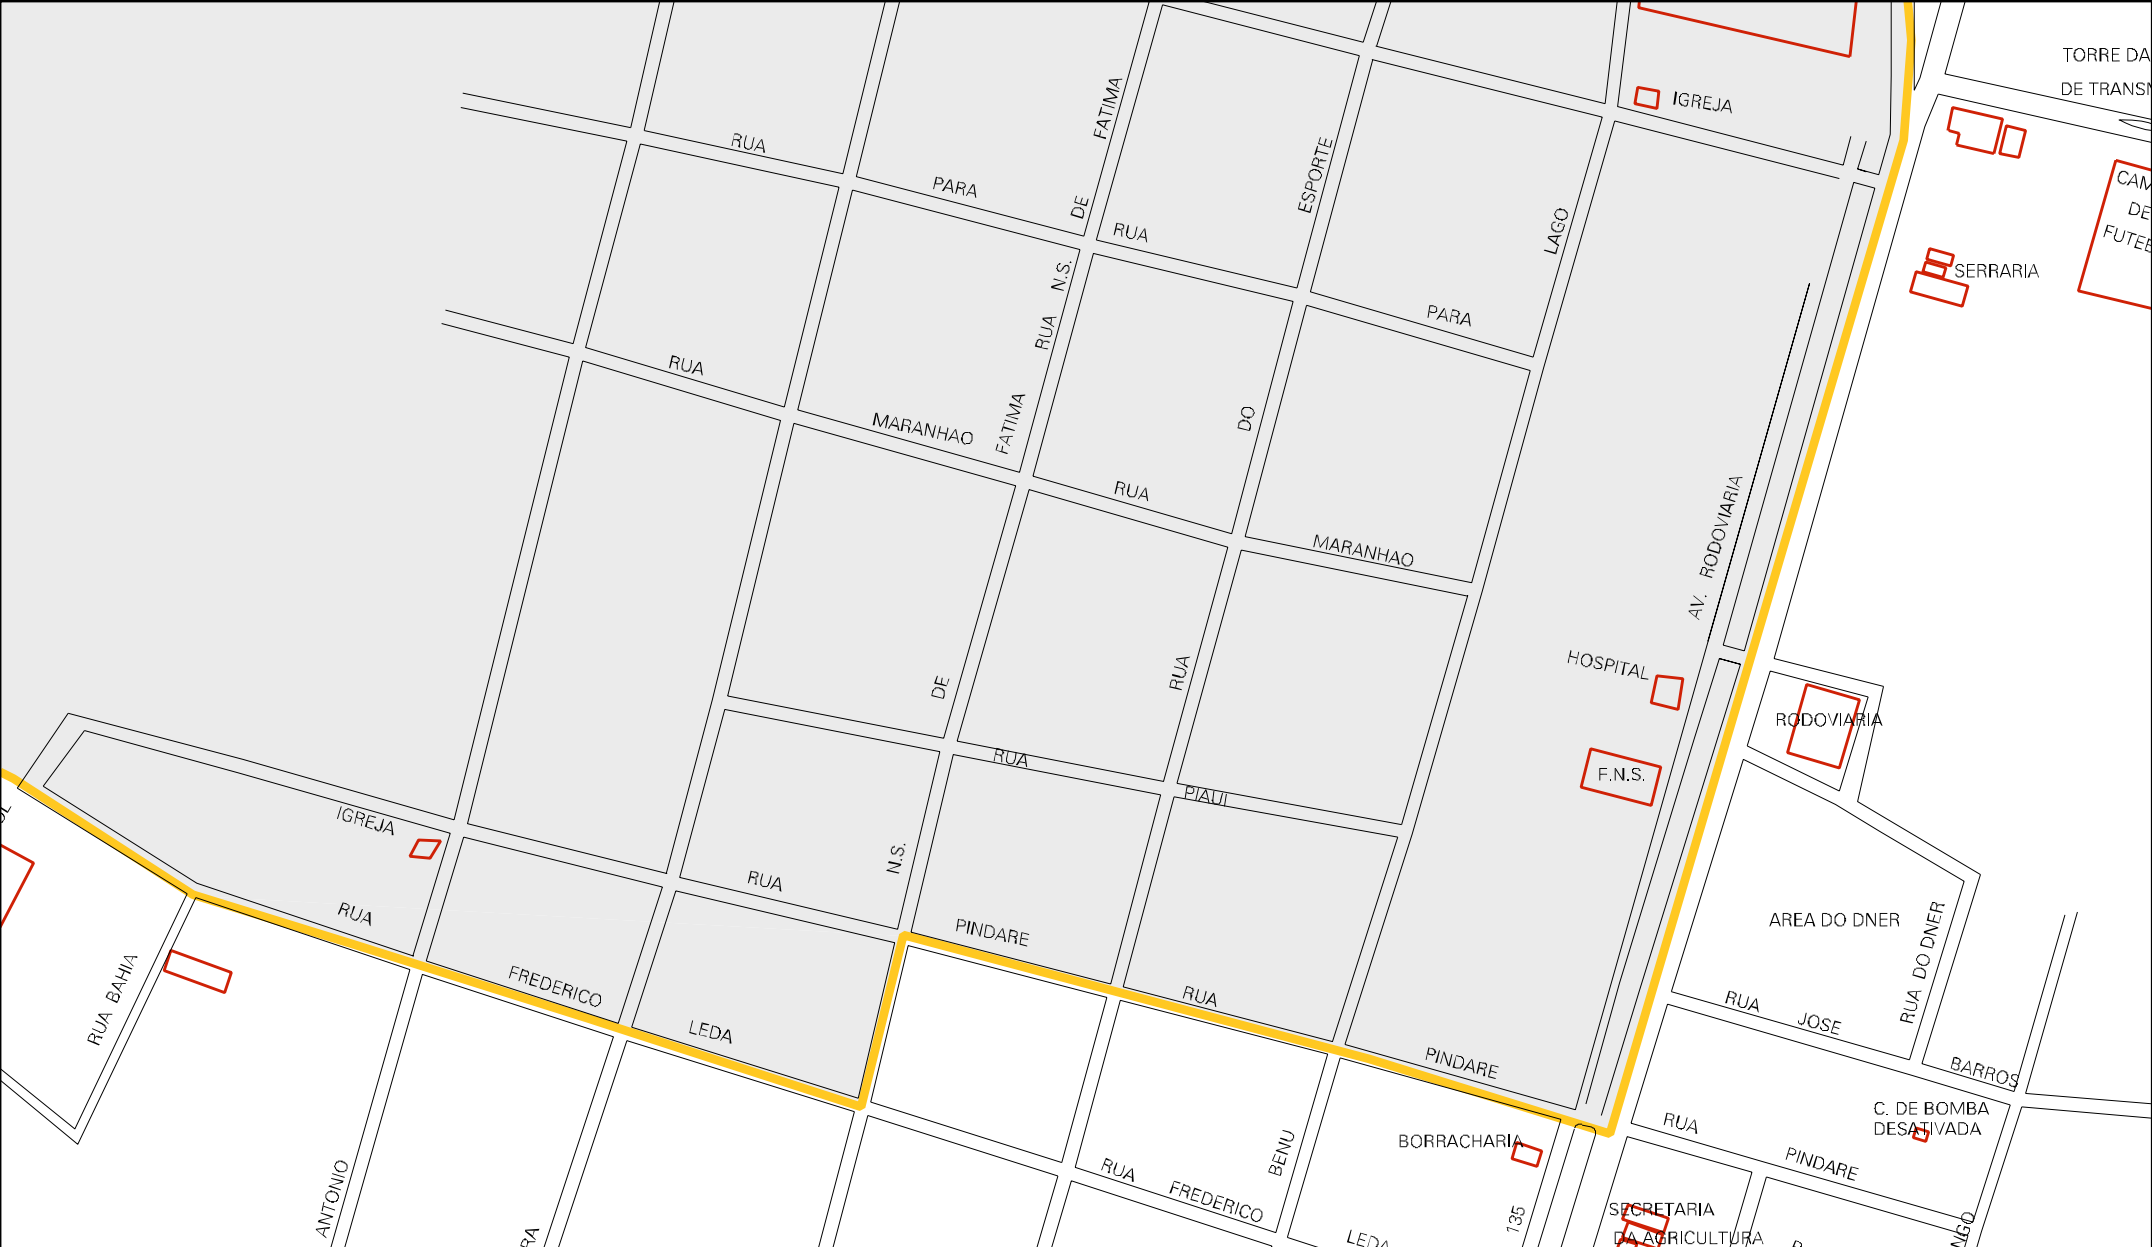 TORRE DA
DE TRANSM
IGREJA
RUA
PARA
FATIMA
DE
ESPORTE
RUA
LAGO
CAM
DE
FUTEB
SERRARIA
N.S.
RUA
PARA
RUA
MARANHAO
FATIMA
DO
RUA
MARANHAO
AV. RODOVIARIA
HOSPITAL
DE
RUA
RODOVIARIA
RUA
PIAUI
F.N.S.
IGREJA
N.S.
RUA
RUA
PINDARE
AREA DO DNER
RUA DO DNER
RUA BAHIA
FREDERICO
LEDA
RUA
PINDARE
RUA
JOSE
BARROS
C. DE BOMBA
DESATIVADA
BORRACHARIA
RUA
PINDARE
BENU
ANTONIO
RUA
FREDERICO
LEDA
135
SECRETARIA
DA AGRICULTURA